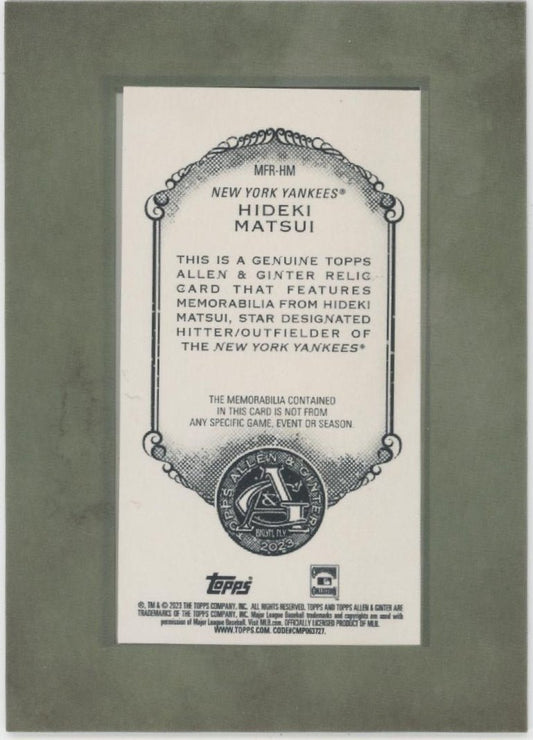 MFR-HM
NEW YORK YANKEES®
HIDEKI
MATSUI
THIS IS A GENUINE TOPPS
ALLEN & GINTER RELIC
CARD THAT FEATURES
MEMORABILIA FROM HIDEKI
MATSUI, STAR DESIGNATED
HITTER/OUTFIELDER OF
THE NEW YORK YANKEES®
THE MEMORABILIA CONTAINED
IN THIS CARD IS NOT FROM
ANY SPECIFIC GAME, EVENT OR SEASON.
TOPPS ALLEN & GINTER
A&G
BKLYN, N.Y.
2023
Topps®
®, TM & © 2023 THE TOPPS COMPANY, INC. ALL RIGHTS RESERVED. TOPPS AND TOPPS ALLEN & GINTER ARE
TRADEMARKS OF THE TOPPS COMPANY, INC. Major League Baseball trademarks and copyrights are used with
permission of Major League Baseball. Visit MLB.com. OFFICIALLY LICENSED PRODUCT OF MLB.
WWW.TOPPS.COM. CODE#CMP063727.